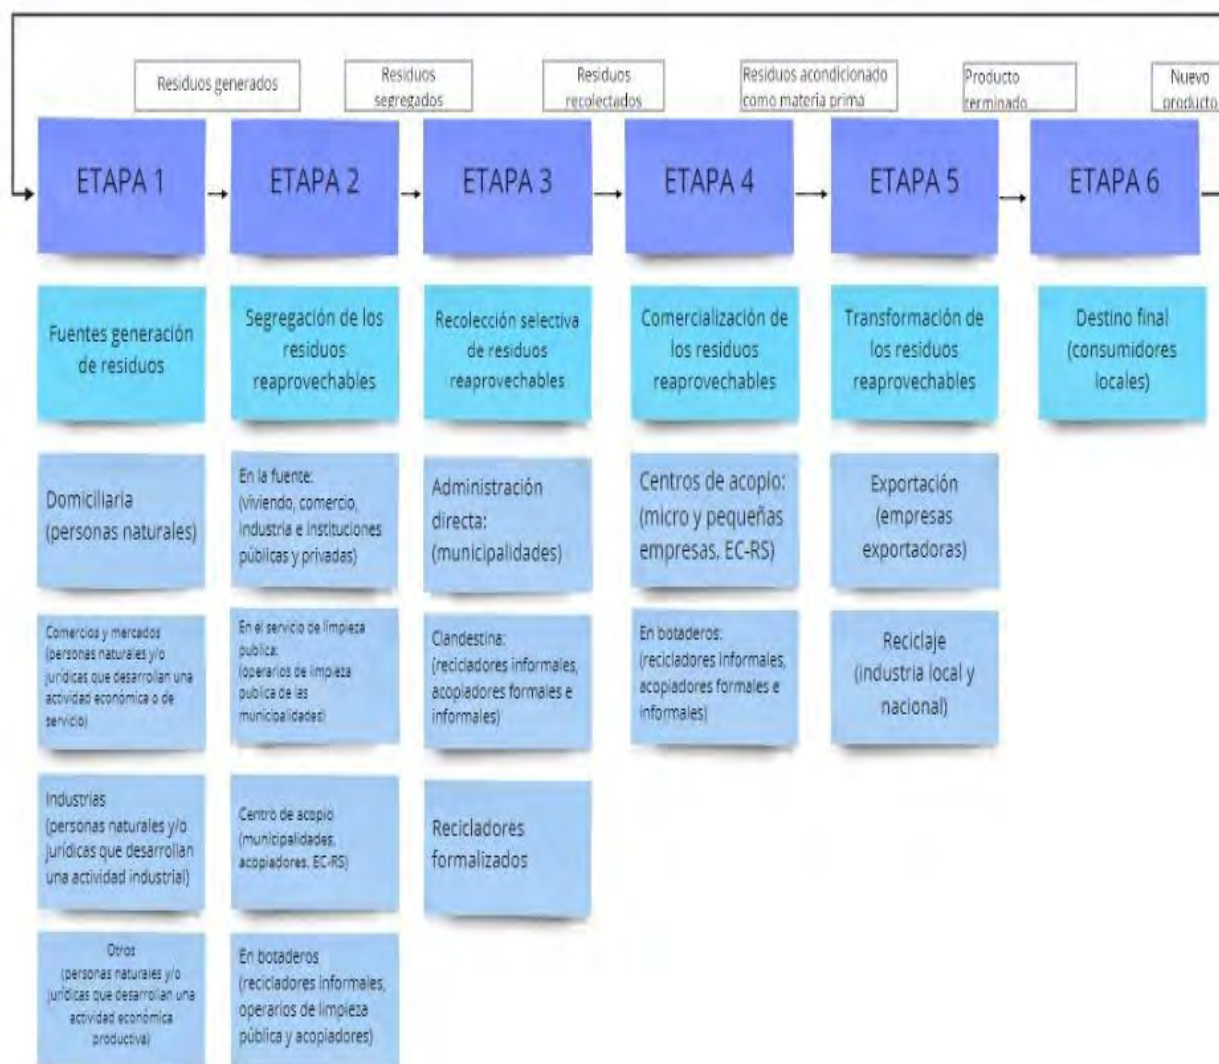 Residuos generados
Residuos
segregados
Residuos
recolectados
Residuos acondicionado
como materia prima
Producto
terminado
Nuevo
producto
ETAPA 1
ETAPA 2
ETAPA 3
ETAPA 4
ETAPA 5
ETAPA 6
Fuentes generación
de residuos
Segregación de los
residuos
reaprovechables
Recolección selectiva
de residuos
reaprovechables
Comercialización de
los residuos
reaprovechables
Transformación de
los residuos
reaprovechables
Destino final
(consumidores
locales)
Domiciliaria
(personas naturales)
En la fuente:
(viviendo, comercio,
industria e instituciones
públicas y privadas)
Administración
directa:
(municipalidades)
Centros de acopio:
(micro y pequeñas
empresas, EC-RS)
Exportación
(empresas
exportadoras)
Comercios y mercados
(personas naturales y/o
jurídicas que desarrollan una
actividad económica o de
servicio)
En el servicio de limpieza
publica:
(operarios de limpieza
publica de las
municipalidades)
Clandestina:
(recicladores informales,
acopiadores formales e
informales)
En botaderos:
(recicladores informales,
acopiadores formales e
informales)
Reciclaje
(industria local y
nacional)
Industrias
(personas naturales y/o
jurídicas que desarrollan
una actividad industrial)
Centro de acopio
(municipalidades,
acopiadores, EC-RS)
Recicladores
formalizados
Otros
(personas naturales y/o
jurídicas que desarrollan una
actividad económica
productiva)
En botaderos
(recicladores informales,
operarios de limpieza
pública y acopiadores)